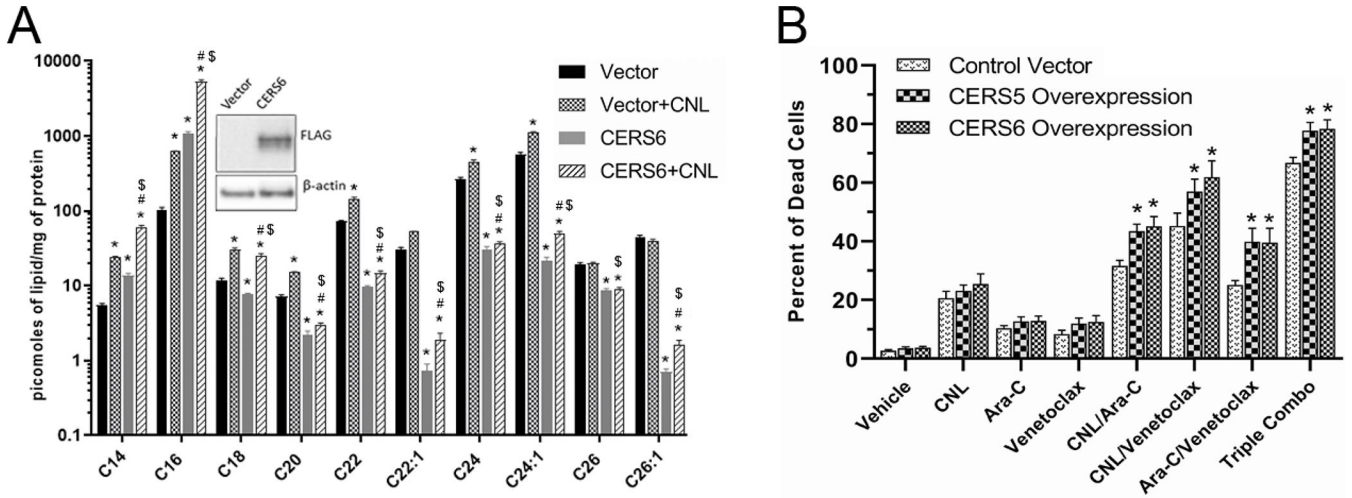 A
picomoles of lipid/mg of protein
10000
1000
100
10
1
0.1
Vector
CERS6
FLAG
β-actin
Vector
Vector+CNL
CERS6
CERS6+CNL
*
*
*
$
#
*
*
*
*
# $
*
*
*
# $
*
*
*
$
#
*
*
*
$
#
*
*
$
#
*
*
*
$
#
*
*
*
# $
*
*
$
*
*
$
#
*
C14
C16
C18
C20
C22
C22:1
C24
C24:1
C26
C26:1
B
Percent of Dead Cells
100
80
60
40
20
0
Control Vector
CERS5 Overexpression
CERS6 Overexpression
* *
* *
* *
* *
Vehicle
CNL
Ara-C
Venetoclax
CNL/Ara-C
CNL/Venetoclax
Ara-C/Venetoclax
Triple Combo